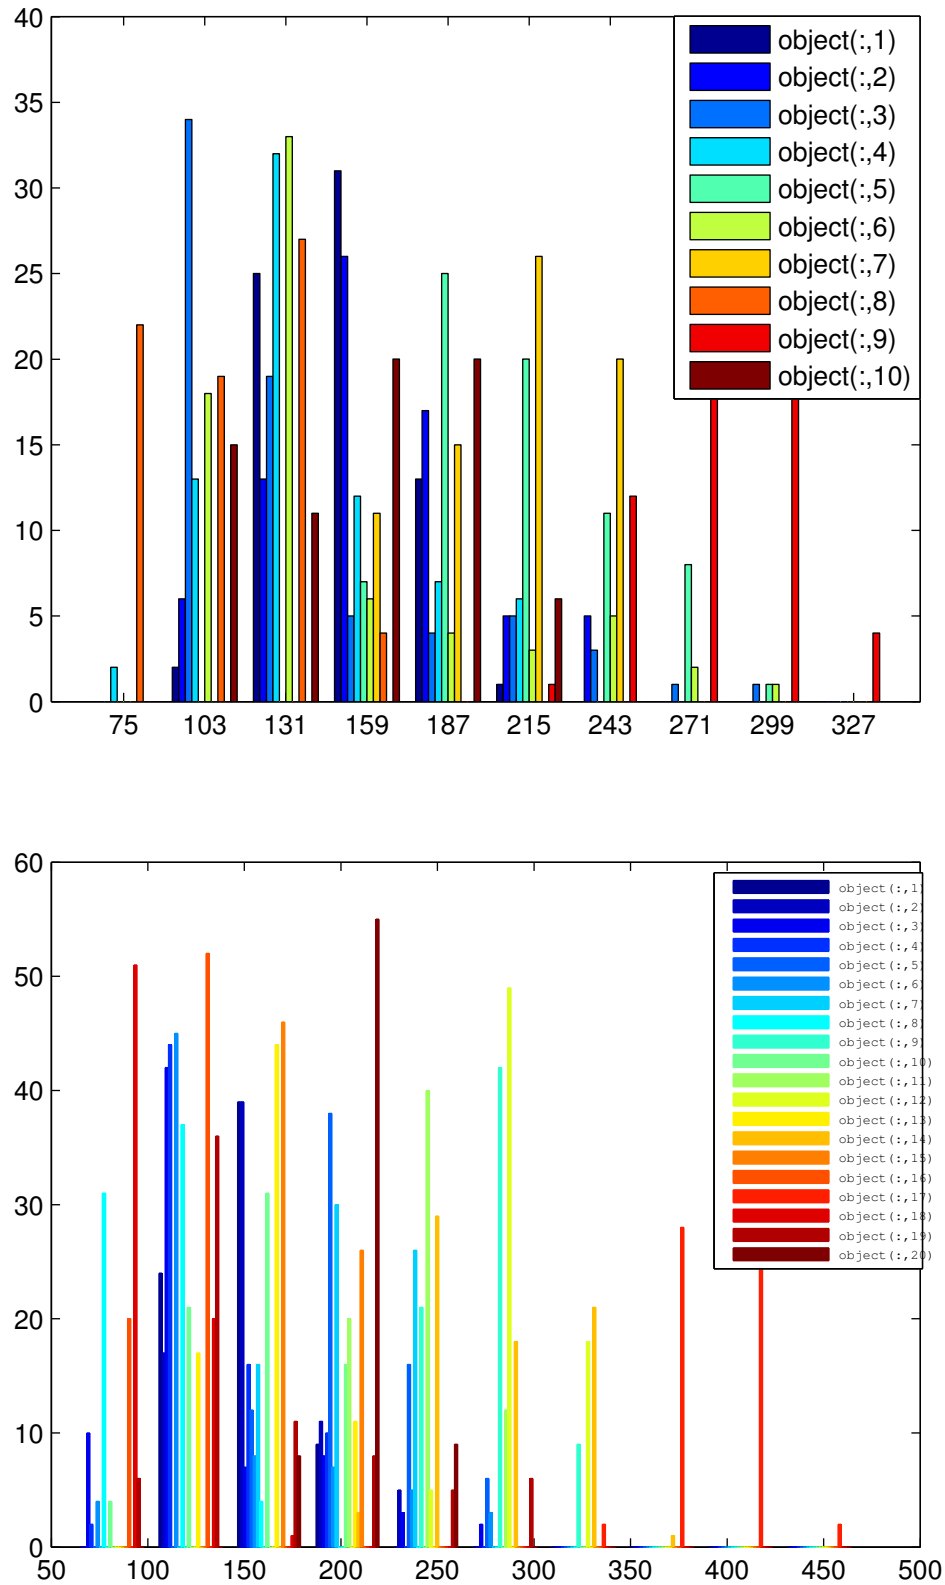 40
35
30
25
20
15
10
5
0
75 103 131 159 187 215 243 271 299 327
object(:,1)
object(:,2)
object(:,3)
object(:,4)
object(:,5)
object(:,6)
object(:,7)
object(:,8)
object(:,9)
object(:,10)
60
50
40
30
20
10
0
50 100 150 200 250 300 350 400 450 500
object(:,1)
object(:,2)
object(:,3)
object(:,4)
object(:,5)
object(:,6)
object(:,7)
object(:,8)
object(:,9)
object(:,10)
object(:,11)
object(:,12)
object(:,13)
object(:,14)
object(:,15)
object(:,16)
object(:,17)
object(:,18)
object(:,19)
object(:,20)